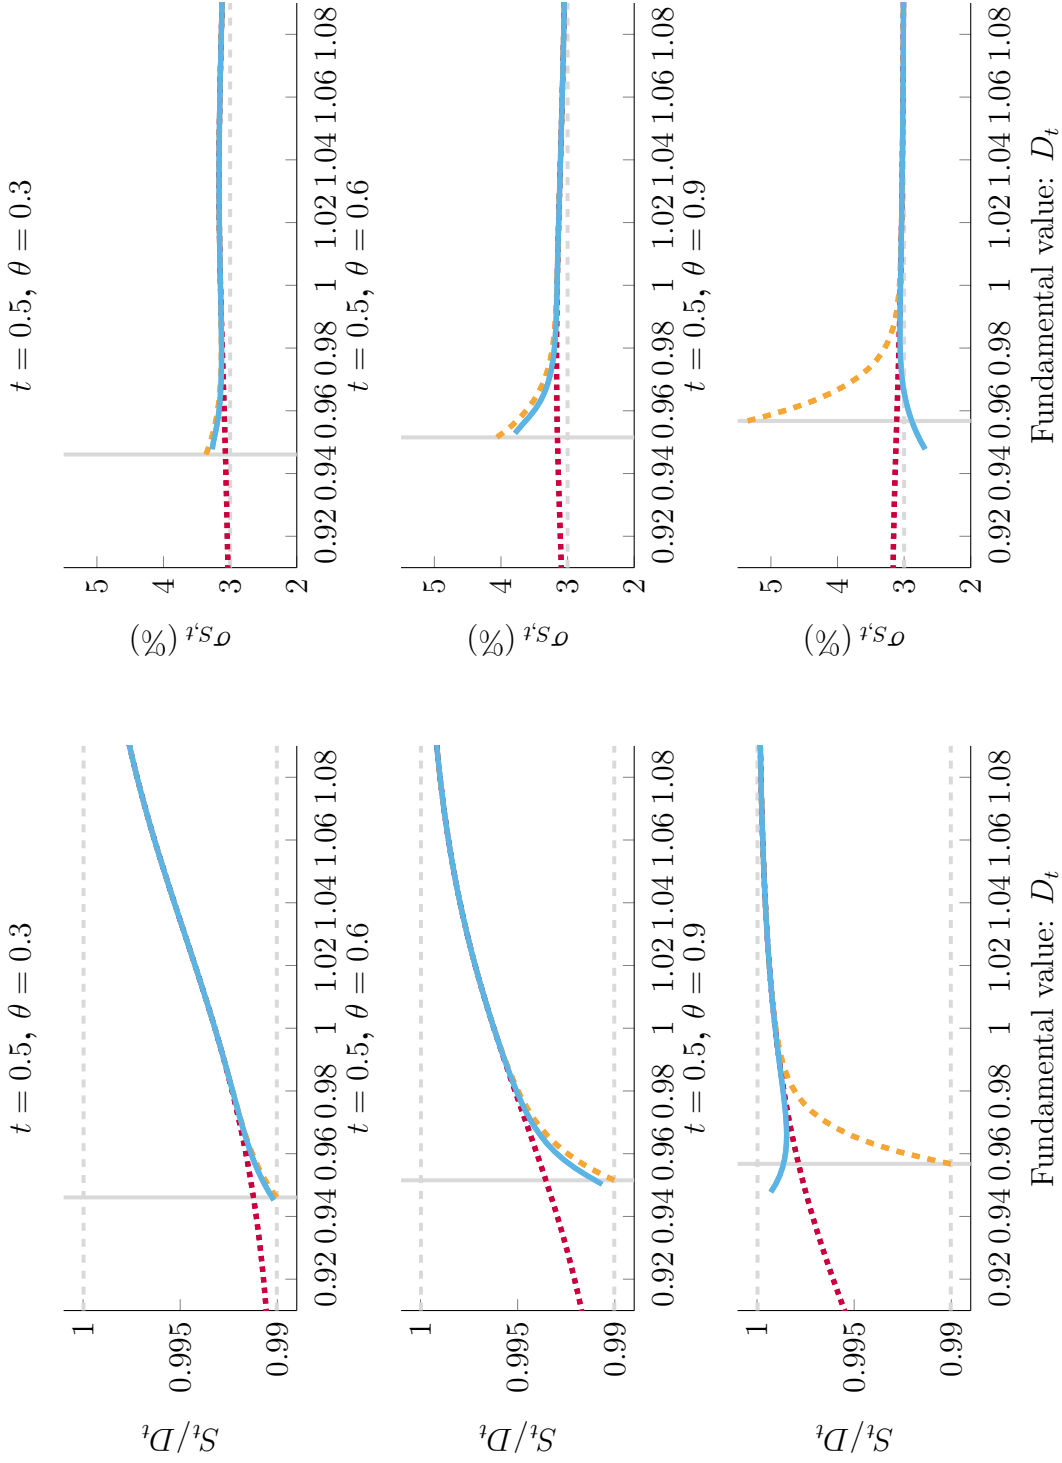 t = 0.5, θ = 0.3
S_t/D_t
1
0.995
0.99
0.92 0.94 0.96 0.98 1 1.02 1.04 1.06 1.08
t = 0.5, θ = 0.6
S_t/D_t
1
0.995
0.99
0.92 0.94 0.96 0.98 1 1.02 1.04 1.06 1.08
t = 0.5, θ = 0.9
S_t/D_t
1
0.995
0.99
0.92 0.94 0.96 0.98 1 1.02 1.04 1.06 1.08
Fundamental value: D_t
t = 0.5, θ = 0.3
σ_{S,t} (%)
5
4
3
2
0.92 0.94 0.96 0.98 1 1.02 1.04 1.06 1.08
t = 0.5, θ = 0.6
σ_{S,t} (%)
5
4
3
2
0.92 0.94 0.96 0.98 1 1.02 1.04 1.06 1.08
t = 0.5, θ = 0.9
σ_{S,t} (%)
5
4
3
2
0.92 0.94 0.96 0.98 1 1.02 1.04 1.06 1.08
Fundamental value: D_t